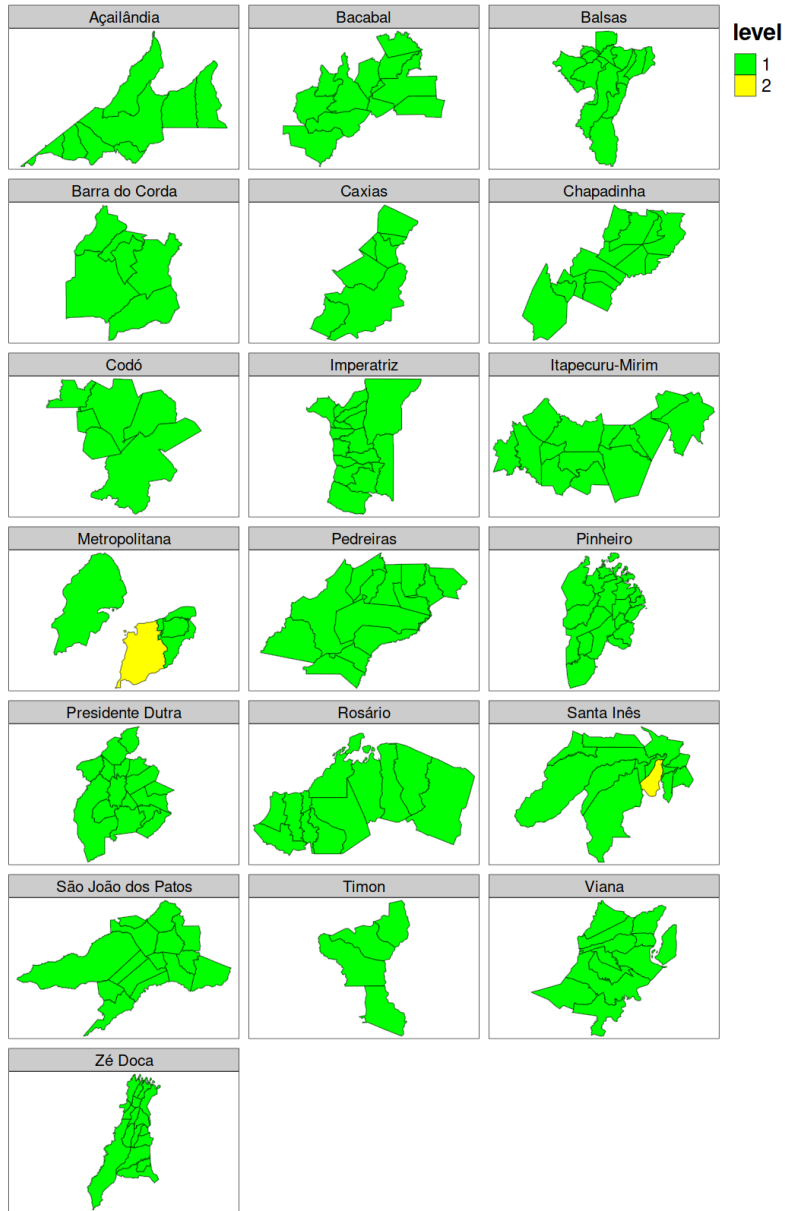 Açailândia
Bacabal
Balsas
level
1
2
Barra do Corda
Caxias
Chapadinha
Codó
Imperatriz
Itapecuru-Mirim
Metropolitana
Pedreiras
Pinheiro
Presidente Dutra
Rosário
Santa Inês
São João dos Patos
Timon
Viana
Zé Doca